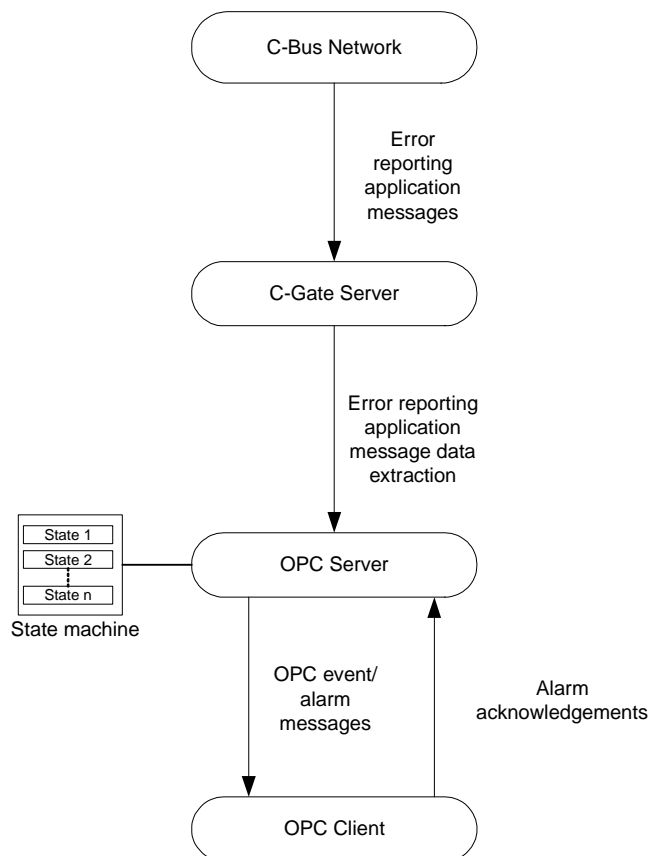 C-Bus Network
Error
reporting
application
messages
C-Gate Server
Error reporting
application
message data
extraction
State 1
State 2
State n
State machine
OPC Server
OPC event/
alarm
messages
Alarm
acknowledgements
OPC Client